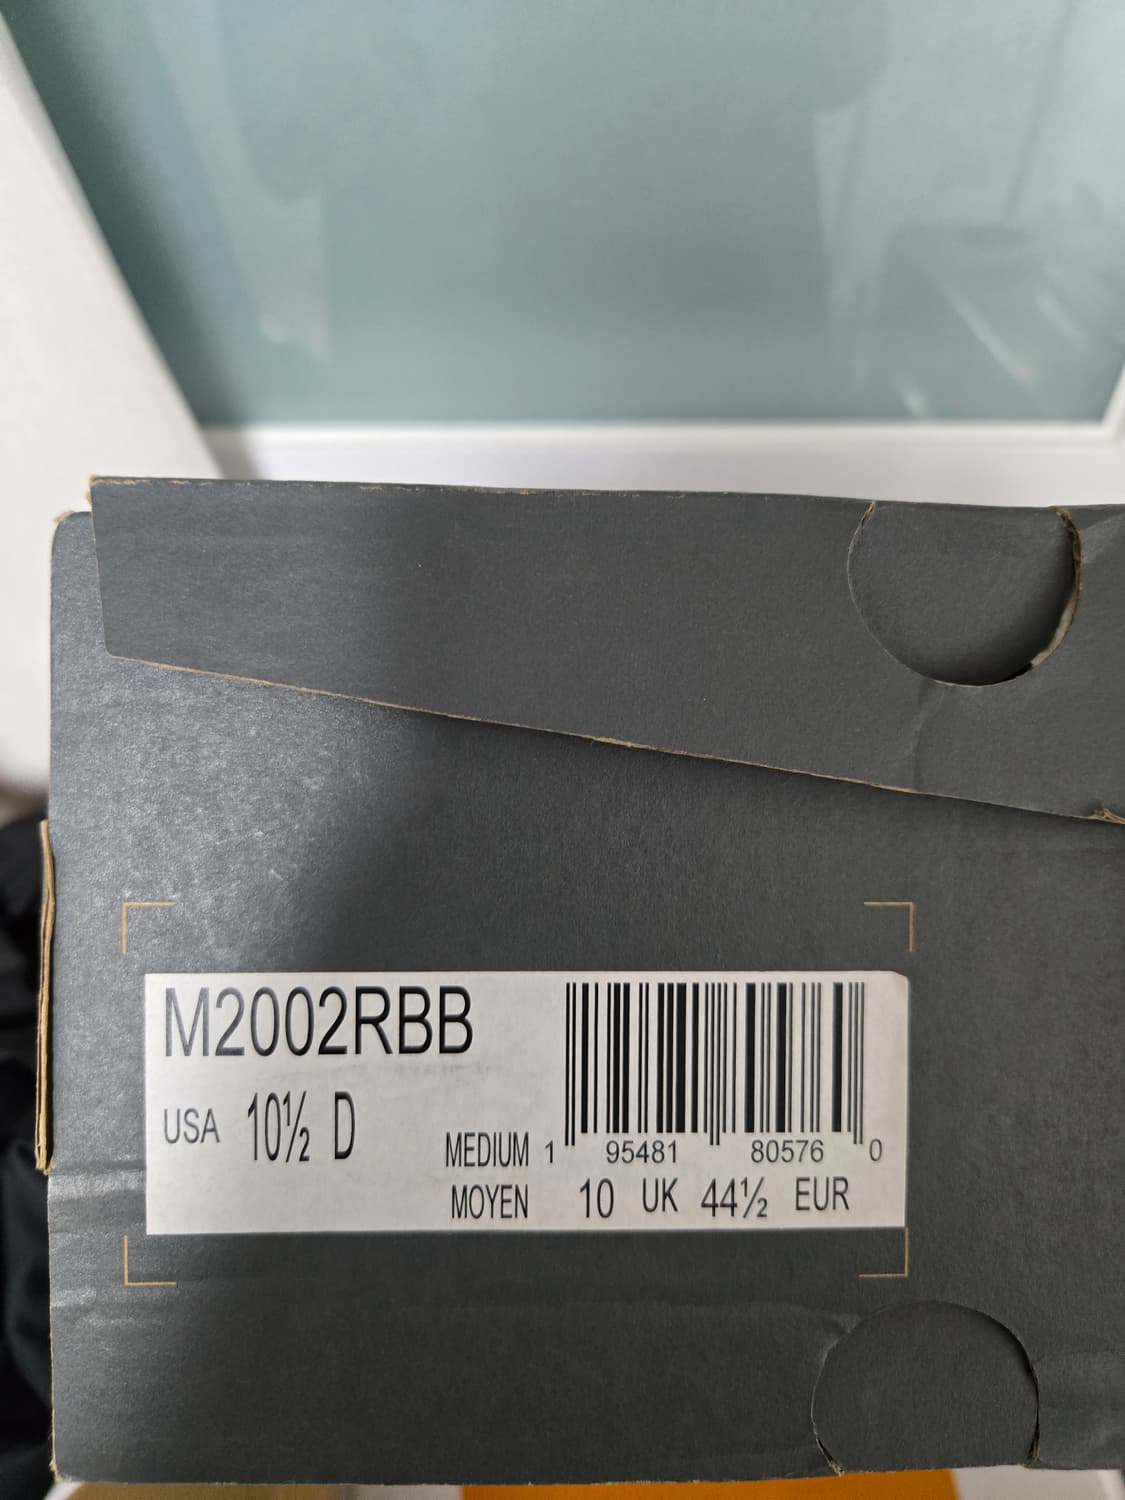 M2002RBB
USA 10½ D
MEDIUM 1 95481 80576 0
MOYEN 10 UK 44½ EUR